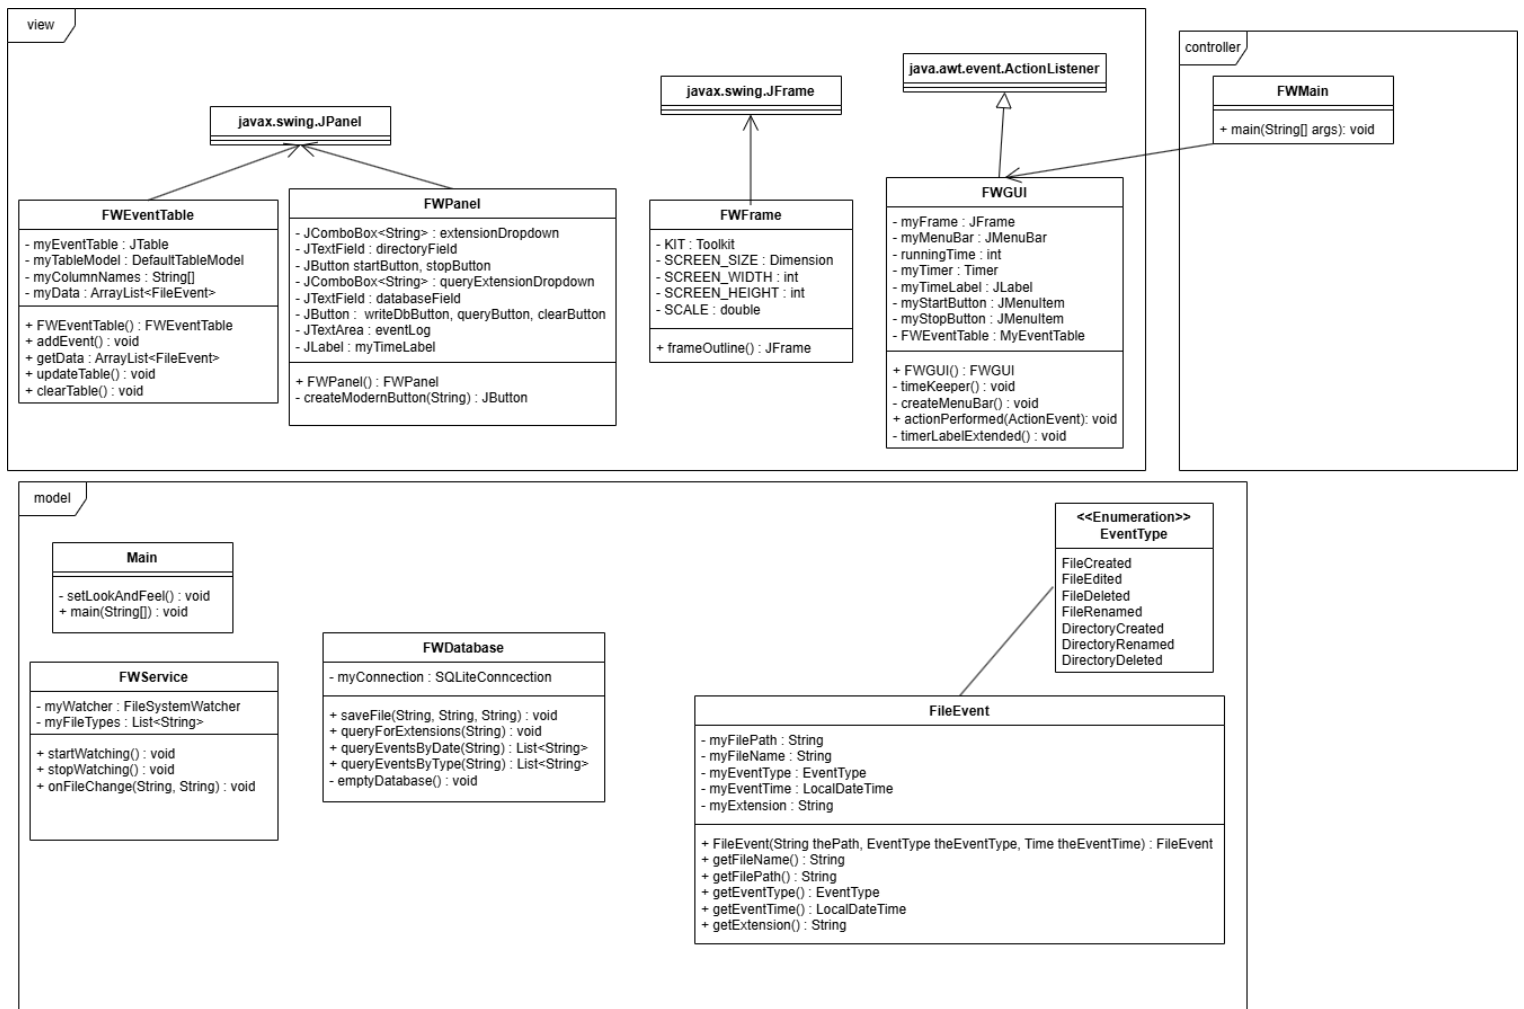 view
javax.swing.JPanel
javax.swing.JFrame
java.awt.event.ActionListener
FWEventTable
- myEventTable : JTable
- myTableModel : DefaultTableModel
- myColumnNames : String[]
- myData : ArrayList<FileEvent>
+ FWEventTable() : FWEventTable
+ addEvent() : void
+ getData : ArrayList<FileEvent>
+ updateTable() : void
+ clearTable() : void
FWPanel
- JComboBox<String> : extensionDropdown
- JTextField : directoryField
- JButton startButton, stopButton
- JComboBox<String> : queryExtensionDropdown
- JTextField : databaseField
- JButton : writeDbButton, queryButton, clearButton
- JTextArea : eventLog
- JLabel : myTimeLabel
+ FWPanel() : FWPanel
- createModernButton(String) : JButton
FWFrame
- KIT : Toolkit
- SCREEN_SIZE : Dimension
- SCREEN_WIDTH : int
- SCREEN_HEIGHT : int
- SCALE : double
+ frameOutline() : JFrame
FWGUI
- myFrame : JFrame
- myMenuBar : JMenuBar
- runningTime : int
- myTimer : Timer
- myTimeLabel : JLabel
- myStartButton : JMenuItem
- myStopButton : JMenuItem
- FWEventTable : MyEventTable
+ FWGUI() : FWGUI
- timeKeeper() : void
- createMenuBar() : void
+ actionPerformed(ActionEvent): void
- timerLabelExtended() : void
controller
FWMain
+ main(String[] args): void
model
Main
- setLookAndFeel() : void
+ main(String[]) : void
FWService
- myWatcher : FileSystemWatcher
- myFileTypes : List<String>
+ startWatching() : void
+ stopWatching() : void
+ onFileChange(String, String) : void
FWDatabase
- myConnection : SQLiteConncection
+ saveFile(String, String, String) : void
+ queryForExtensions(String) : void
+ queryEventsByDate(String) : List<String>
+ queryEventsByType(String) : List<String>
- emptyDatabase() : void
<<Enumeration>>
EventType
FileCreated
FileEdited
FileDeleted
FileRenamed
DirectoryCreated
DirectoryRenamed
DirectoryDeleted
FileEvent
- myFilePath : String
- myFileName : String
- myEventType : EventType
- myEventTime : LocalDateTime
- myExtension : String
+ FileEvent(String thePath, EventType theEventType, Time theEventTime) : FileEvent
+ getFileName() : String
+ getFilePath() : String
+ getEventType() : EventType
+ getEventTime() : LocalDateTime
+ getExtension() : String